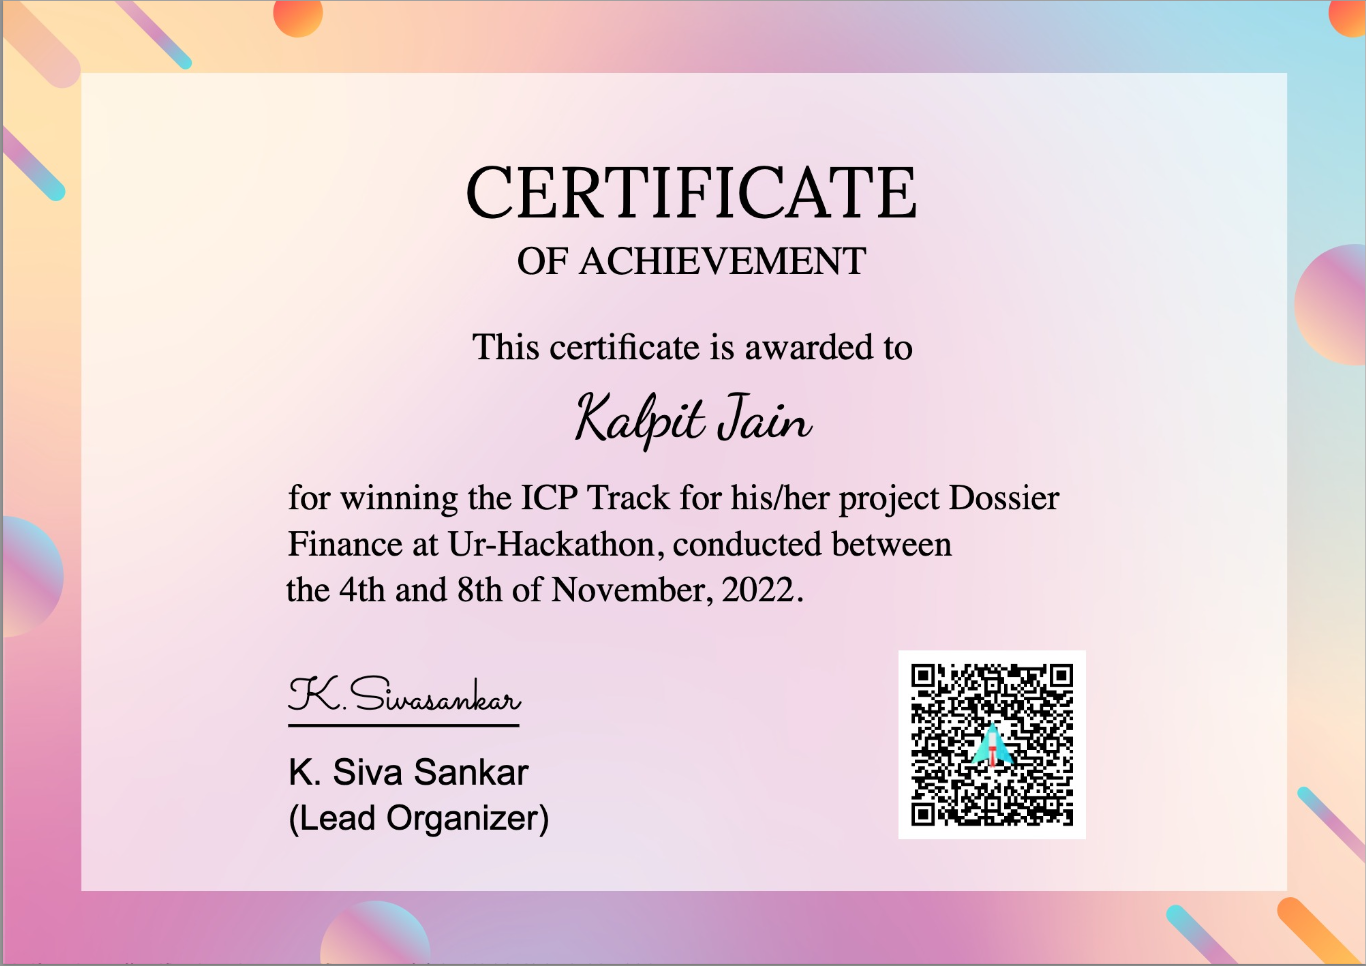 CERTIFICATE
OF ACHIEVEMENT
This certificate is awarded to
Kalpit Jain
for winning the ICP Track for his/her project Dossier
Finance at Ur-Hackathon, conducted between
the 4th and 8th of November, 2022.
K. Sivasankar
K. Siva Sankar
(Lead Organizer)